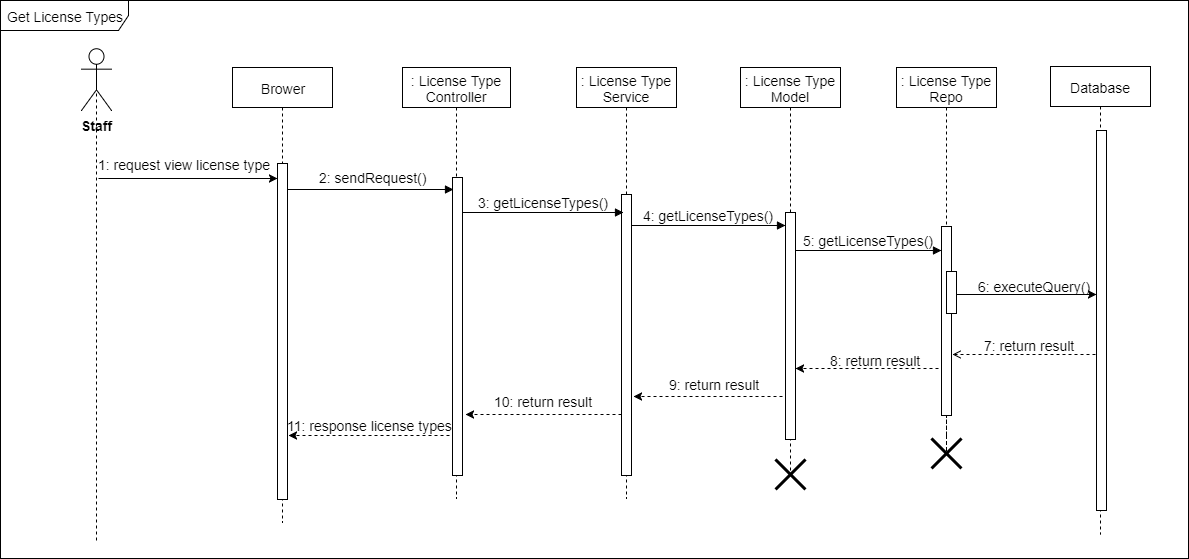 Get License Types
Staff
Brower
: License Type
Controller
: License Type
Service
: License Type
Model
: License Type
Repo
Database
1: request view license type
2: sendRequest()
3: getLicenseTypes()
4: getLicenseTypes()
5: getLicenseTypes()
6: executeQuery()
7: return result
8: return result
9: return result
10: return result
11: response license types